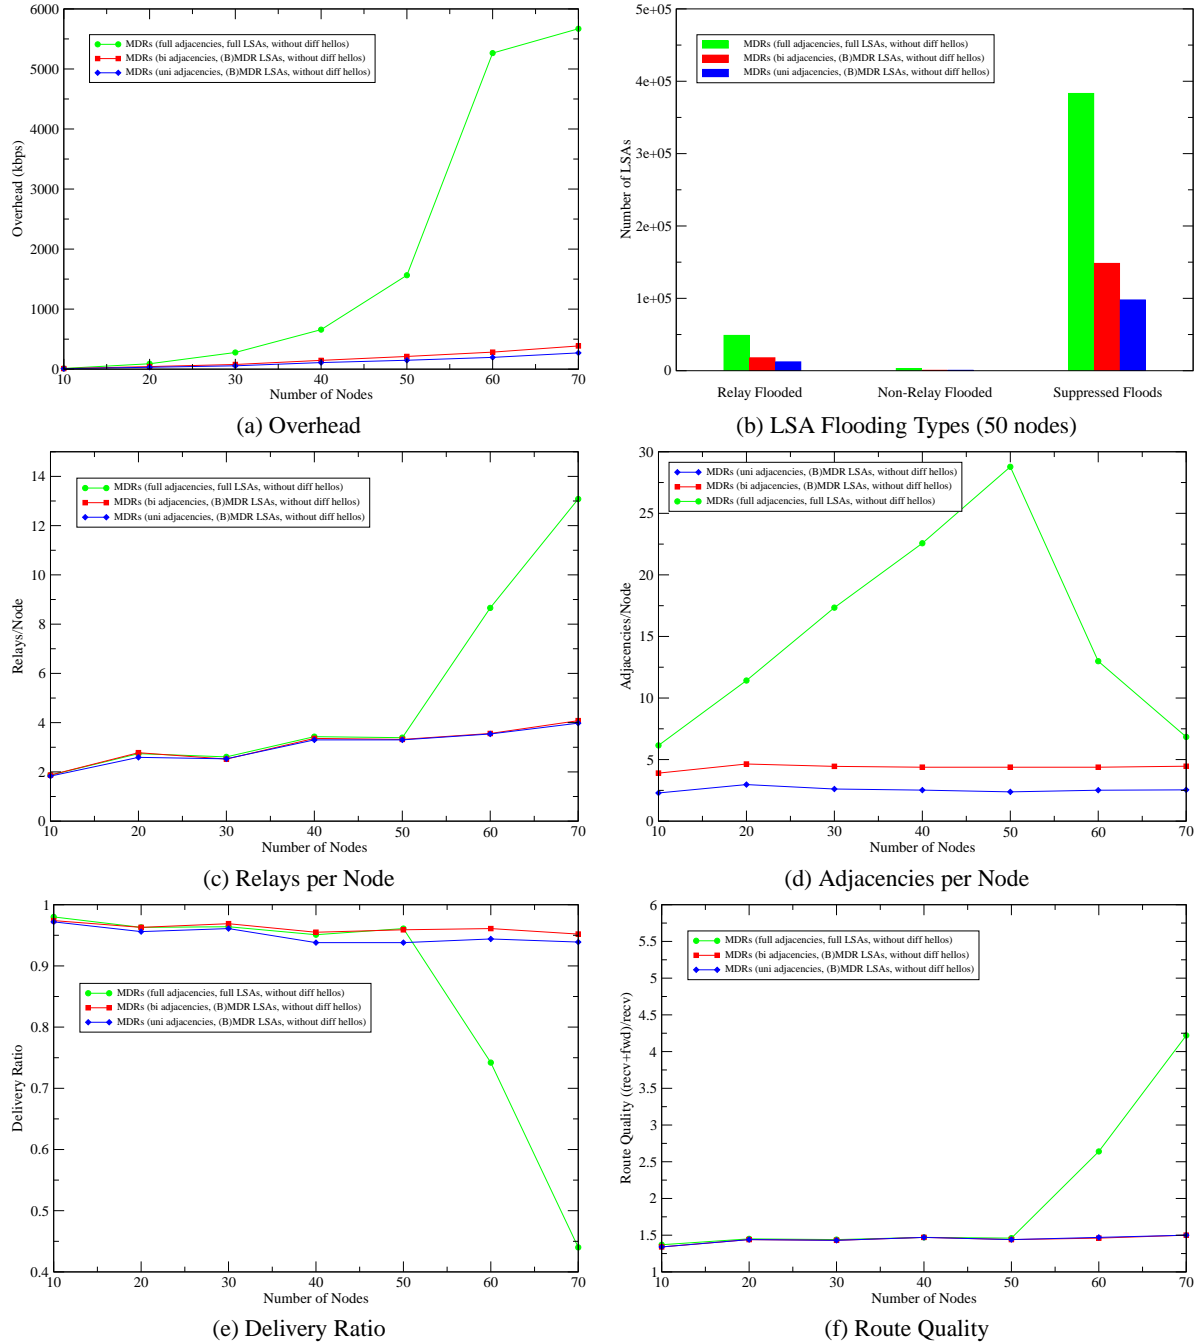 6000
5000
4000
3000
2000
1000
0
Overhead (kbps)
MDRs (full adjacencies, full LSAs, without diff hellos)
MDRs (bi adjacencies, (B)MDR LSAs, without diff hellos)
MDRs (uni adjacencies, (B)MDR LSAs, without diff hellos)
10 20 30 40 50 60 70
Number of Nodes
(a) Overhead
5e+05
4e+05
3e+05
2e+05
1e+05
0
Number of LSAs
MDRs (full adjacencies, full LSAs, without diff hellos)
MDRs (bi adjacencies, (B)MDR LSAs, without diff hellos)
MDRs (uni adjacencies, (B)MDR LSAs, without diff hellos)
Relay Flooded Non-Relay Flooded Suppressed Floods
(b) LSA Flooding Types (50 nodes)
14
12
10
8
6
4
2
0
Relays/Node
MDRs (full adjacencies, full LSAs, without diff hellos)
MDRs (bi adjacencies, (B)MDR LSAs, without diff hellos)
MDRs (uni adjacencies, (B)MDR LSAs, without diff hellos)
10 20 30 40 50 60 70
Number of Nodes
(c) Relays per Node
30
25
20
15
10
5
0
Adjacencies/Node
MDRs (uni adjacencies, (B)MDR LSAs, without diff hellos)
MDRs (bi adjacencies, (B)MDR LSAs, without diff hellos)
MDRs (full adjacencies, full LSAs, without diff hellos)
10 20 30 40 50 60 70
Number of Nodes
(d) Adjacencies per Node
1
0.9
0.8
0.7
0.6
0.5
0.4
Delivery Ratio
MDRs (full adjacencies, full LSAs, without diff hellos)
MDRs (bi adjacencies, (B)MDR LSAs, without diff hellos)
MDRs (uni adjacencies, (B)MDR LSAs, without diff hellos)
10 20 30 40 50 60 70
Number of Nodes
(e) Delivery Ratio
6
5.5
5
4.5
4
3.5
3
2.5
2
1.5
1
Route Quality ((recv+fwd)/recv)
MDRs (full adjacencies, full LSAs, without diff hellos)
MDRs (bi adjacencies, (B)MDR LSAs, without diff hellos)
MDRs (uni adjacencies, (B)MDR LSAs, without diff hellos)
10 20 30 40 50 60 70
Number of Nodes
(f) Route Quality